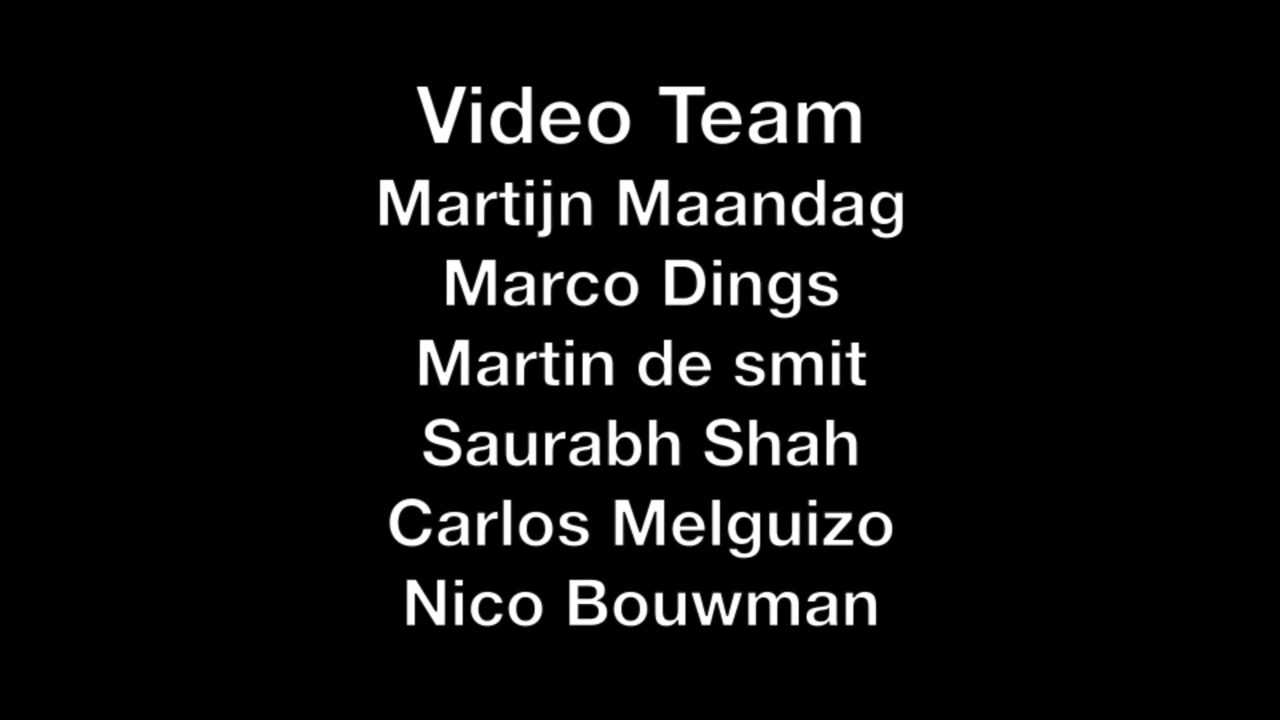 Video Team
Martijn Maandag
Marco Dings
Martin de smit
Saurabh Shah
Carlos Melguizo
Nico Bouwman